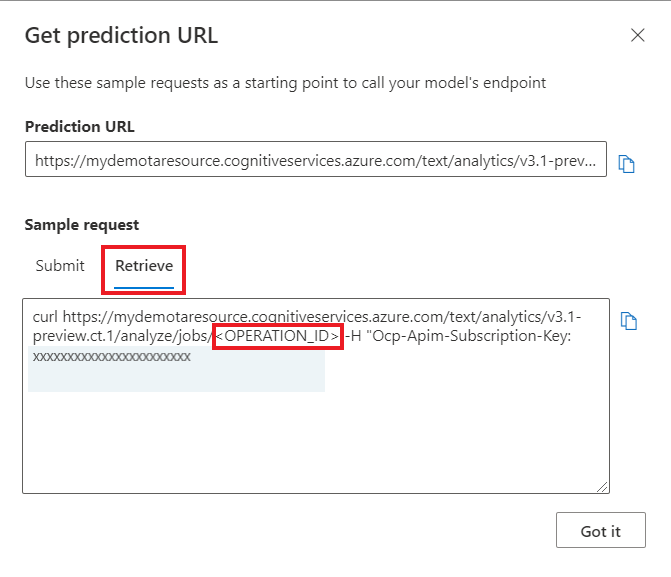 Get prediction URL
Use these sample requests as a starting point to call your model's endpoint
Prediction URL
https://mydemotaresource.cognitiveservices.azure.com/text/analytics/v3.1-prev...
Sample request
Submit Retrieve
curl https://mydemotaresource.cognitiveservices.azure.com/text/analytics/v3.1-
preview.ct.1/analyze/jobs/<OPERATION_ID> -H "Ocp-Apim-Subscription-Key:
xxxxxxxxxxxxxxxxxxxxxxxx
Got it